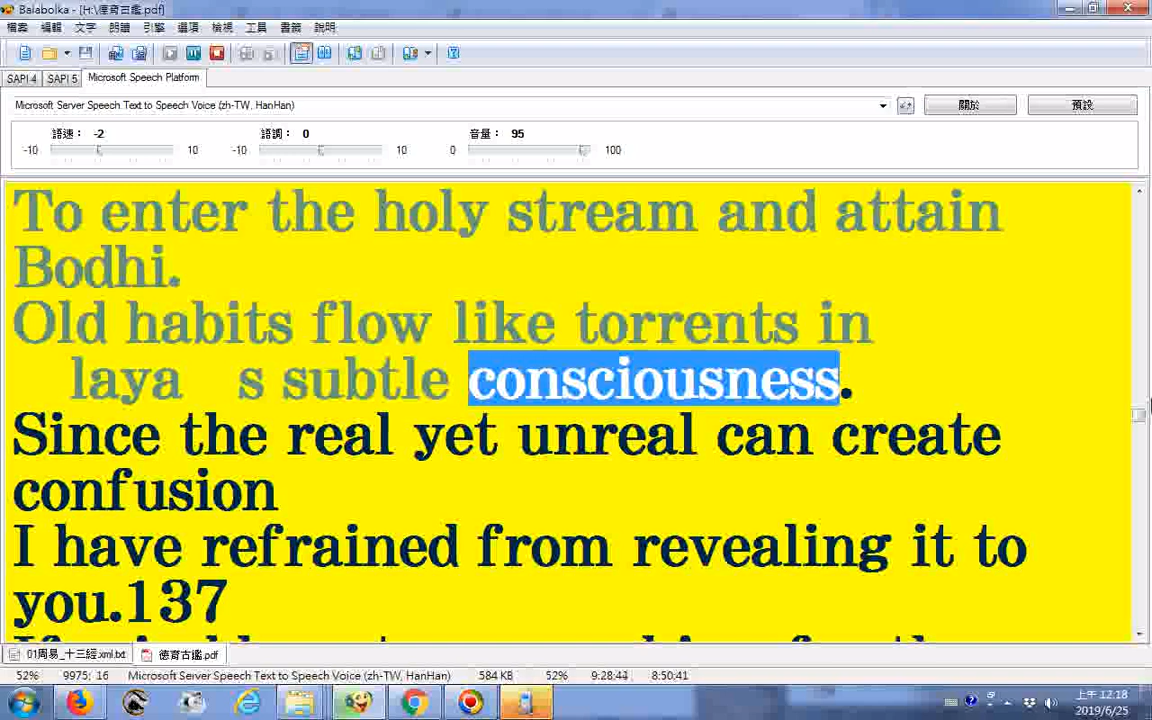 Balabolka - [H:\德育古鑑.pdf]
檔案 編輯 文字 朗讀 引擎 選項 檢視 工具 書籤 說明
SAPI 4 SAPI 5 Microsoft Speech Platform
Microsoft Server Speech Text to Speech Voice (zh-TW, HanHan) 關於 預設
語速： -2 語調： 0 音量： 95
-10 10 -10 10 0 100
To enter the holy stream and attain
Bodhi.
Old habits flow like torrents in
laya s subtle consciousness.
Since the real yet unreal can create
confusion
I have refrained from revealing it to
you.137
01周易_十三經.xml.txt 德育古鑑.pdf
52% 9975; 16 Microsoft Server Speech Text to Speech Voice (zh-TW, HanHan) 584 KB 52% 9:28:44 8:50:41
上午 12:18
2019/6/25